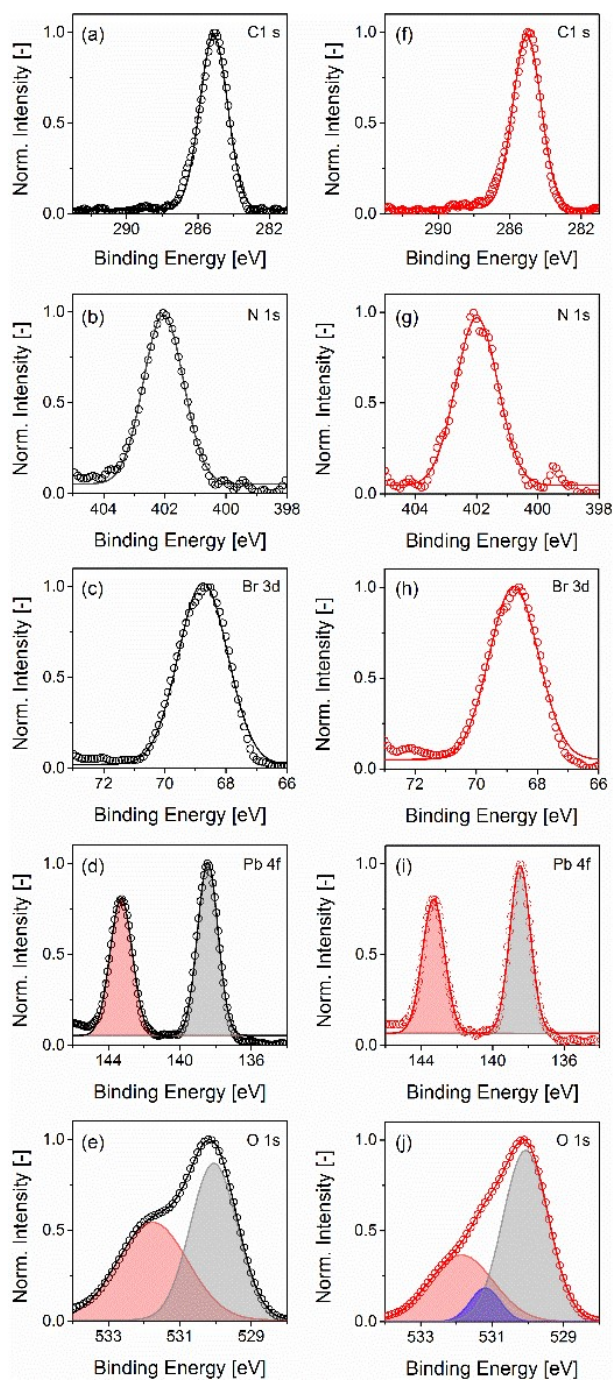 (a) C1 s
1.0
0.5
0.0
Norm. Intensity [-]
290 286 282
Binding Energy [eV]
(f) C1 s
1.0
0.5
0.0
Norm. Intensity [-]
290 286 282
Binding Energy [eV]
(b) N 1s
1.0
0.5
0.0
Norm. Intensity [-]
404 402 400 398
Binding Energy [eV]
(g) N 1s
1.0
0.5
0.0
Norm. Intensity [-]
404 402 400 398
Binding Energy [eV]
(c) Br 3d
1.0
0.5
0.0
Norm. Intensity [-]
72 70 68 66
Binding Energy [eV]
(h) Br 3d
1.0
0.5
0.0
Norm. Intensity [-]
72 70 68 66
Binding Energy [eV]
(d) Pb 4f
1.0
0.5
0.0
Norm. Intensity [-]
144 140 136
Binding Energy [eV]
(i) Pb 4f
1.0
0.5
0.0
Norm. Intensity [-]
144 140 136
Binding Energy [eV]
(e) O 1s
1.0
0.5
0.0
Norm. Intensity [-]
533 531 529
Binding Energy [eV]
(j) O 1s
1.0
0.5
0.0
Norm. Intensity [-]
533 531 529
Binding Energy [eV]